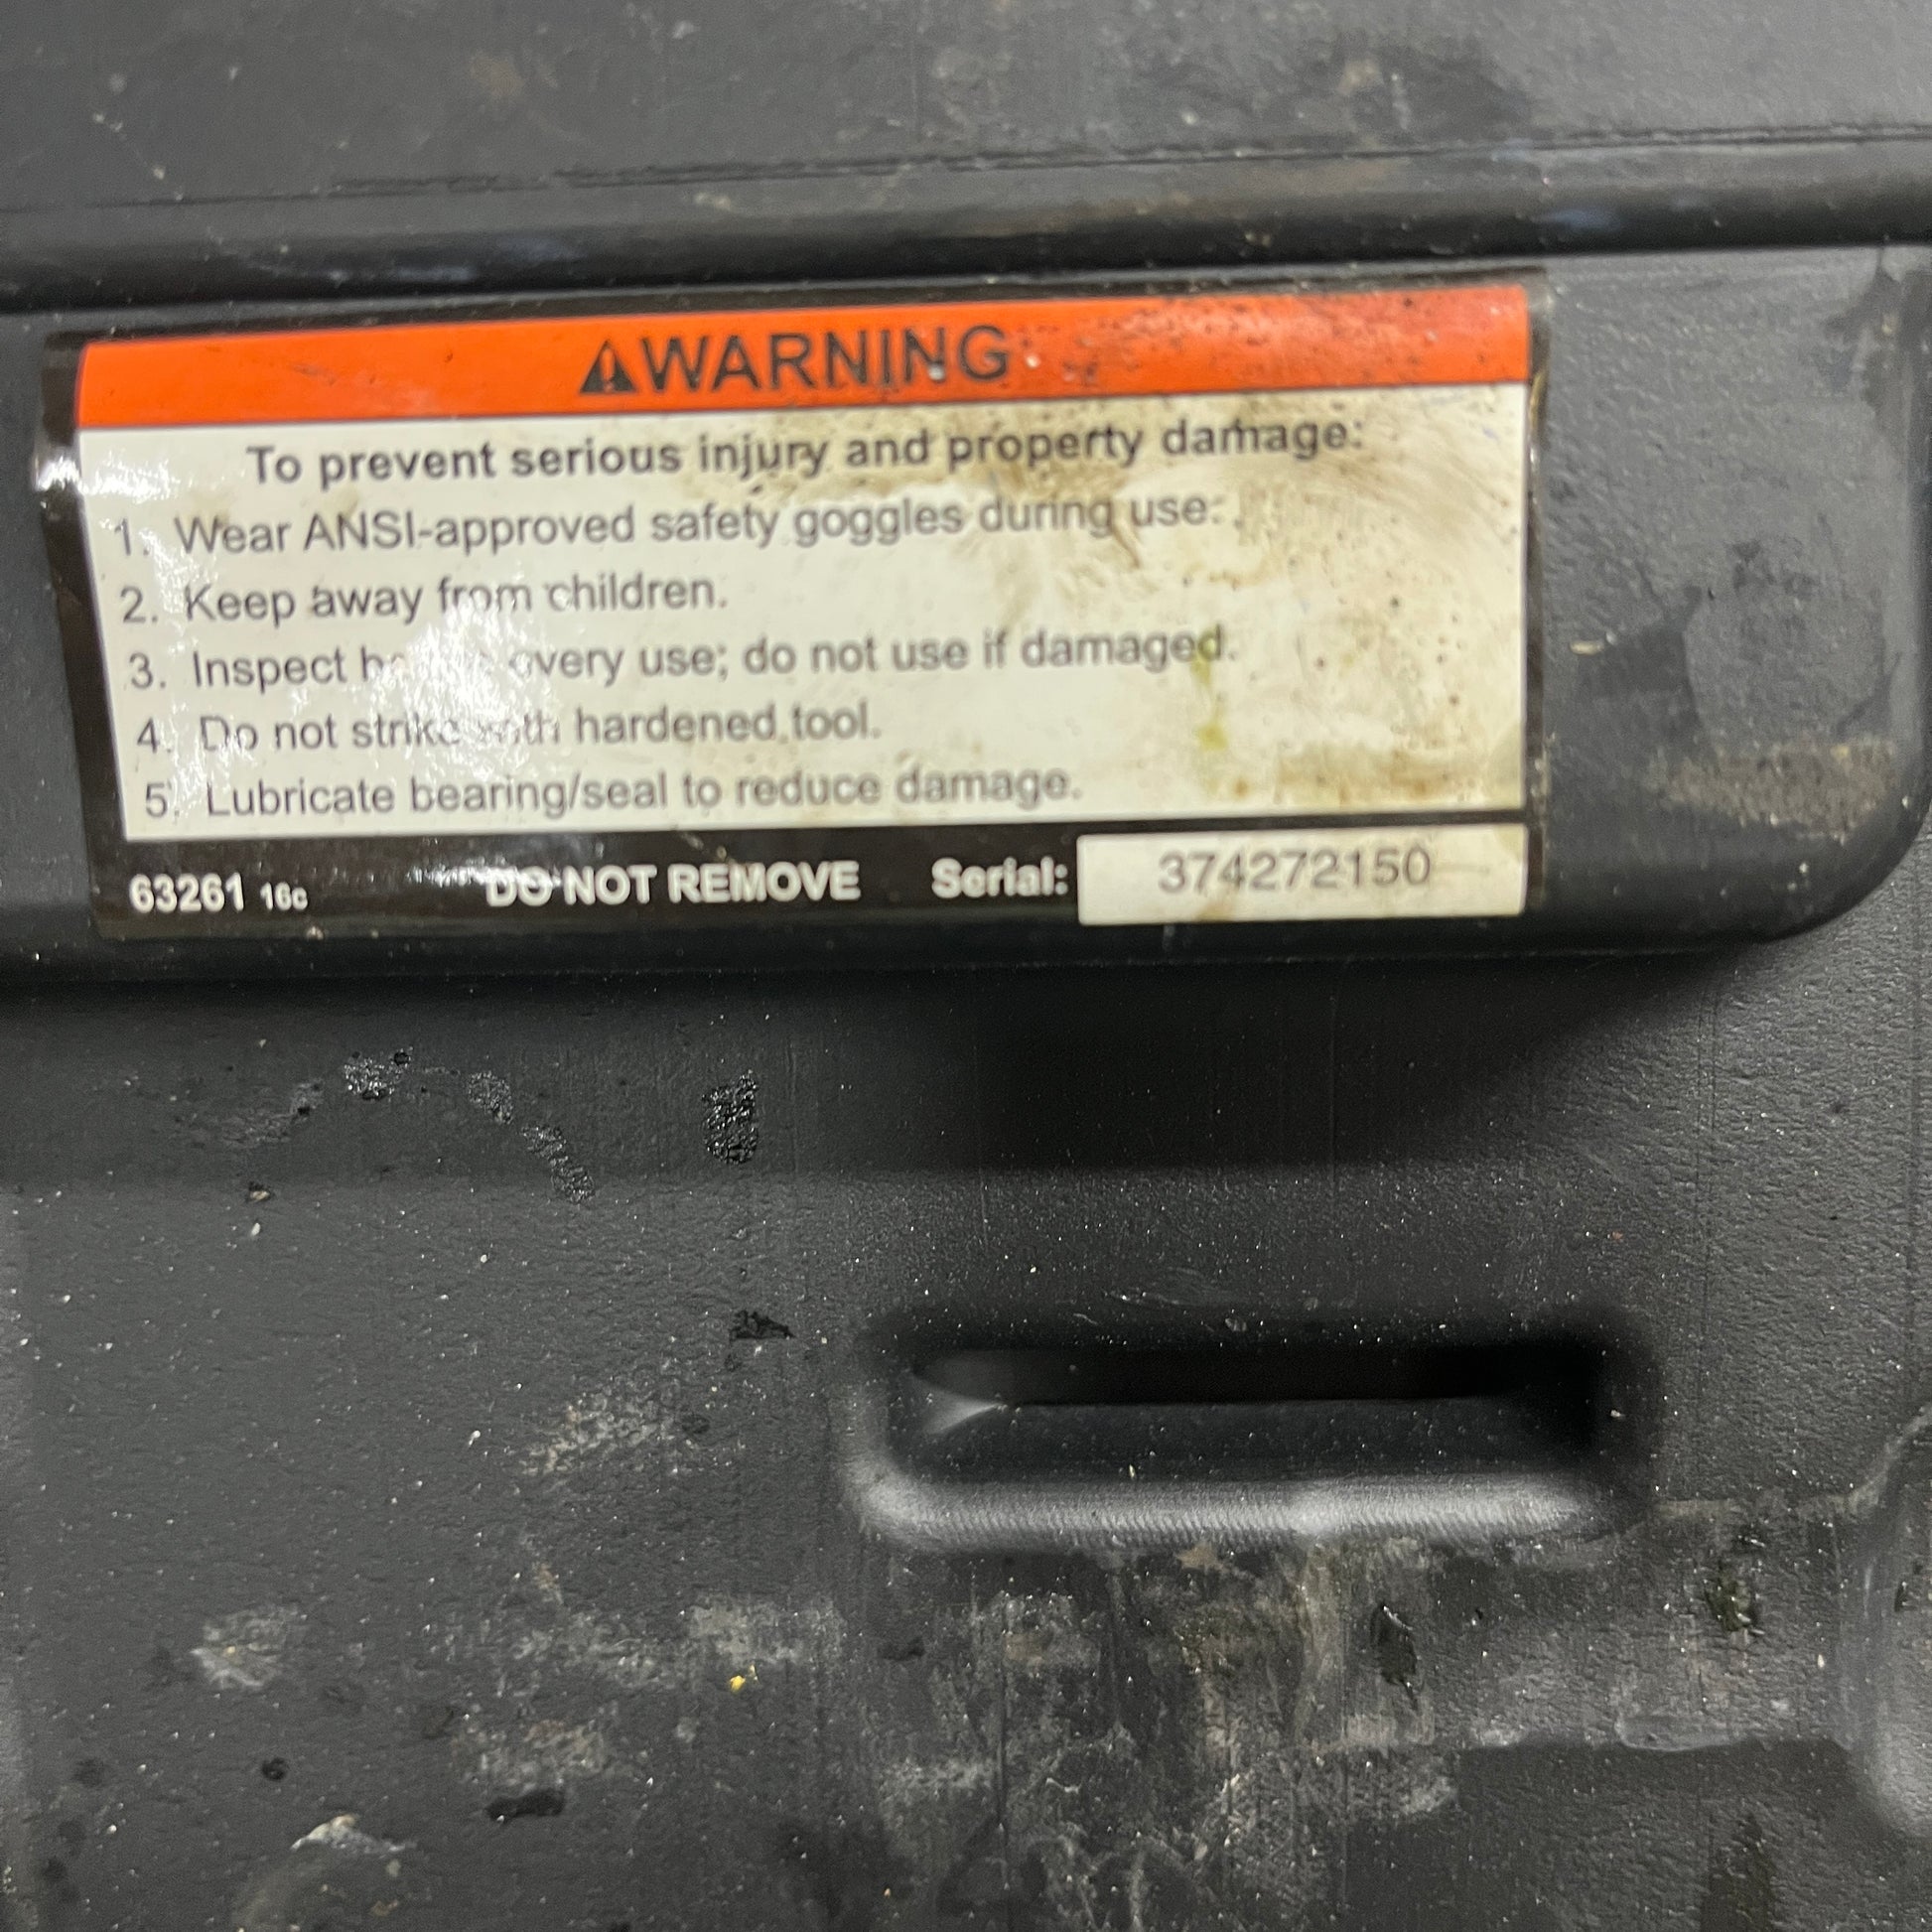 WARNING
To prevent serious injury and property damage:
1. Wear ANSI-approved safety goggles during use.
2. Keep away from children.
3. Inspect every use; do not use if damaged.
4. Do not strike with hardened tool.
5. Lubricate bearing/seal to reduce damage.
63261 16c DO NOT REMOVE Serial: 374272150